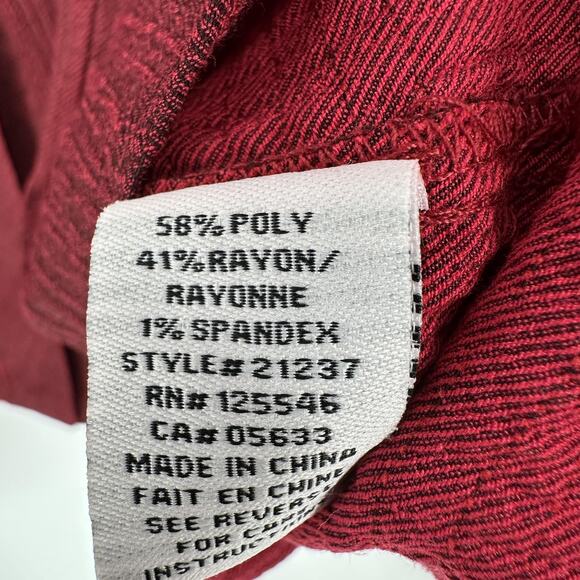 58% POLY
41% RAYON/
RAYONNE
1% SPANDEX
STYLE# 21237
RN# 125546
CA# 05633
MADE IN CHINA
FAIT EN CHINE
SEE REVERSE
FOR
INSTRUCTION